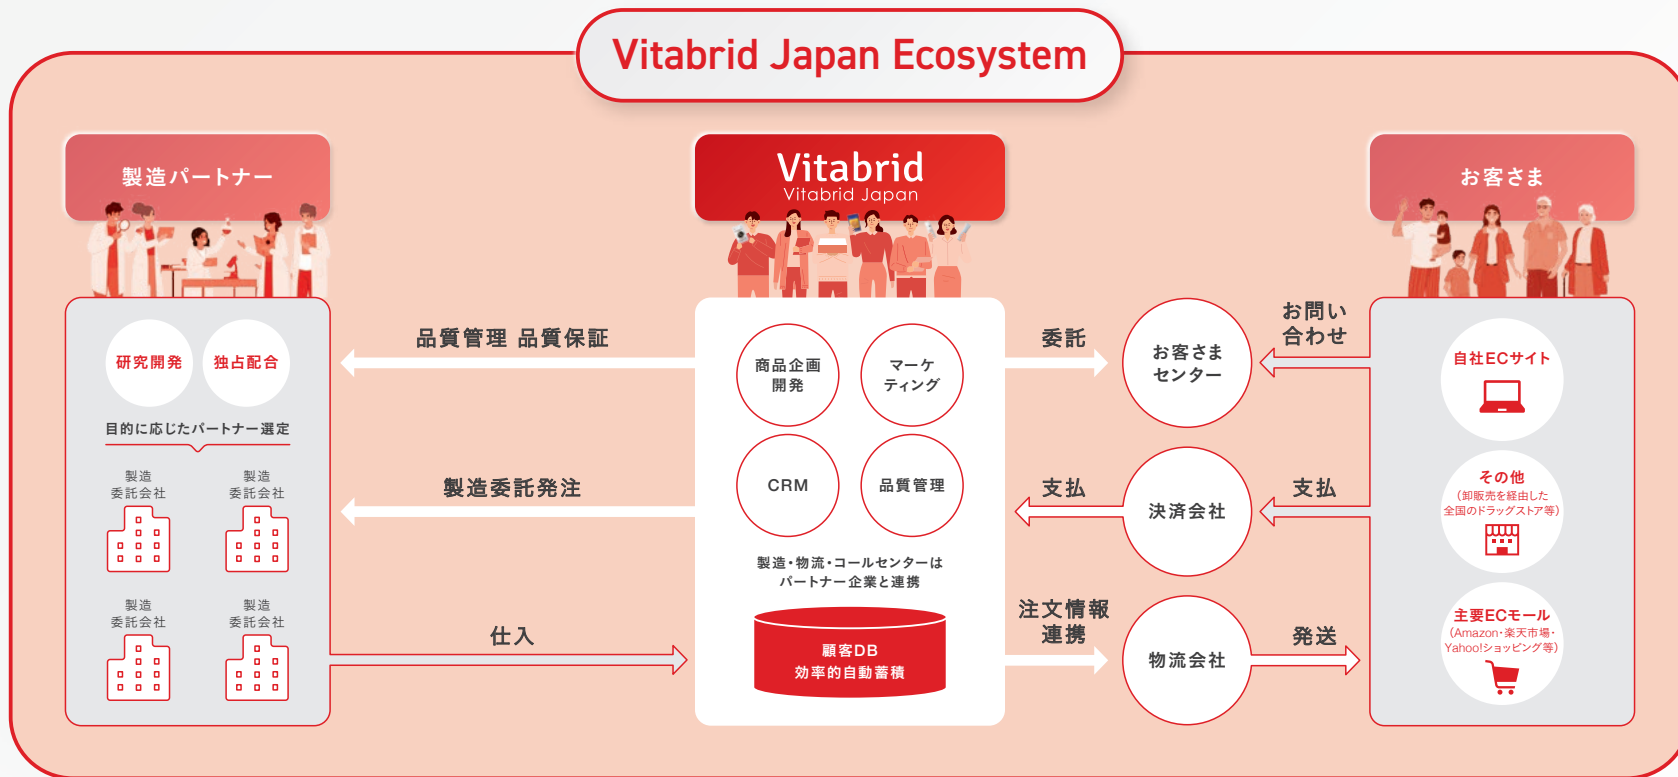 Vitabrid Japan Ecosystem
製造パートナー
研究開発
独占配合
目的に応じたパートナー選定
製造
委託会社
製造
委託会社
製造
委託会社
製造
委託会社
品質管理 品質保証
製造委託発注
仕入
Vitabrid
Vitabrid Japan
商品企画
開発
マーケ
ティング
CRM
品質管理
製造・物流・コールセンターは
パートナー企業と連携
顧客DB
効率的自動蓄積
委託
支払
注文情報
連携
お客さま
センター
決済会社
物流会社
お問い
合わせ
支払
発送
お客さま
自社ECサイト
その他
(卸販売を経由した
全国のドラッグストア等)
主要ECモール
(Amazon・楽天市場・
Yahoo!ショッピング等)